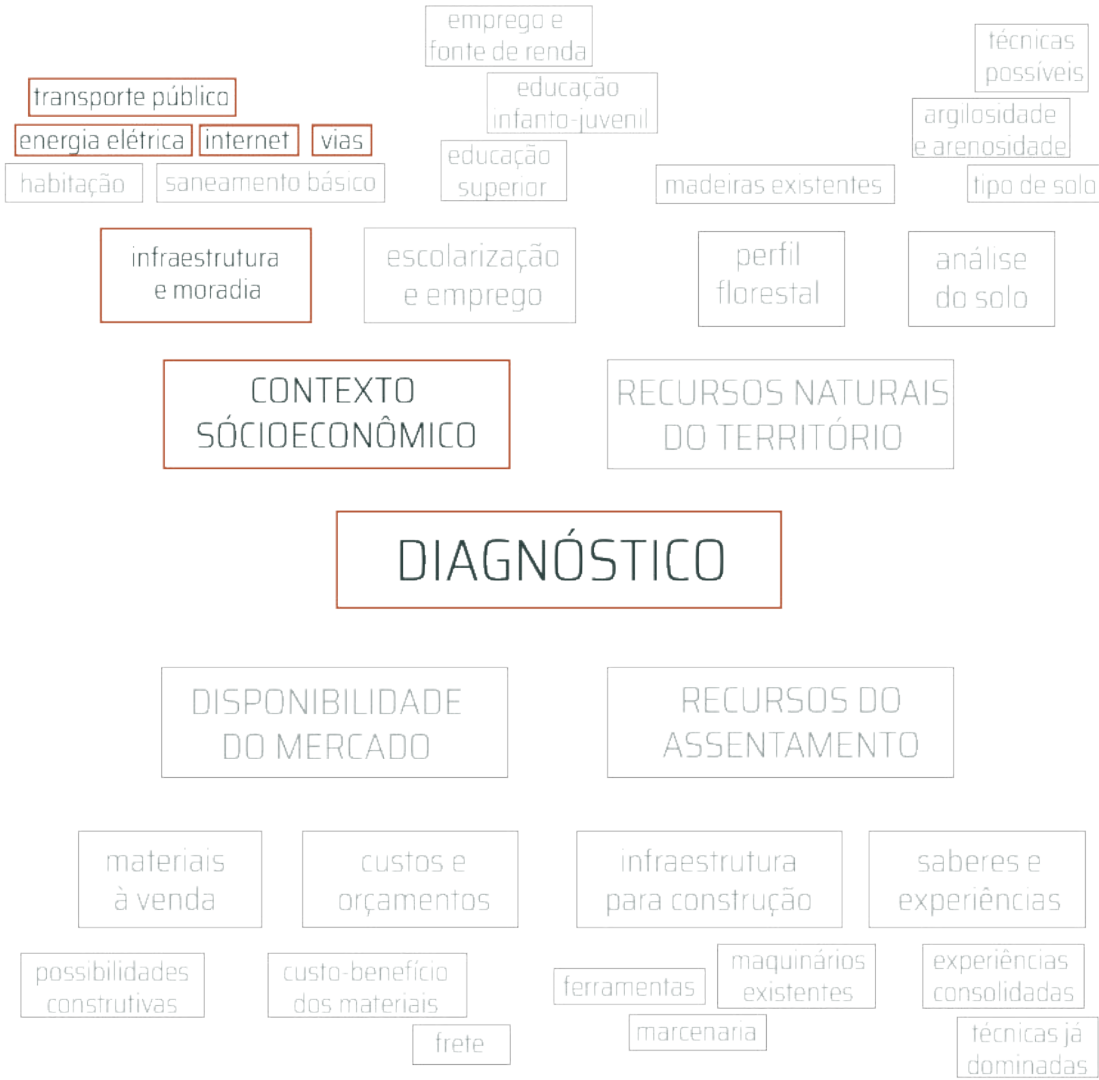 emprego e
fonte de renda
técnicas
possíveis
transporte público
educação
infanto-juvenil
argilosidade
e arenosidade
energia elétrica
internet
vias
educação
superior
habitação
saneamento básico
madeiras existentes
tipo de solo
infraestrutura
e moradia
escolarização
e emprego
perfil
florestal
análise
do solo
CONTEXTO
SÓCIOECONÔMICO
RECURSOS NATURAIS
DO TERRITÓRIO
DIAGNÓSTICO
DISPONIBILIDADE
DO MERCADO
RECURSOS DO
ASSENTAMENTO
materiais
à venda
custos e
orçamentos
infraestrutura
para construção
saberes e
experiências
possibilidades
construtivas
custo-benefício
dos materiais
ferramentas
maquinários
existentes
experiências
consolidadas
frete
marcenaria
técnicas já
dominadas